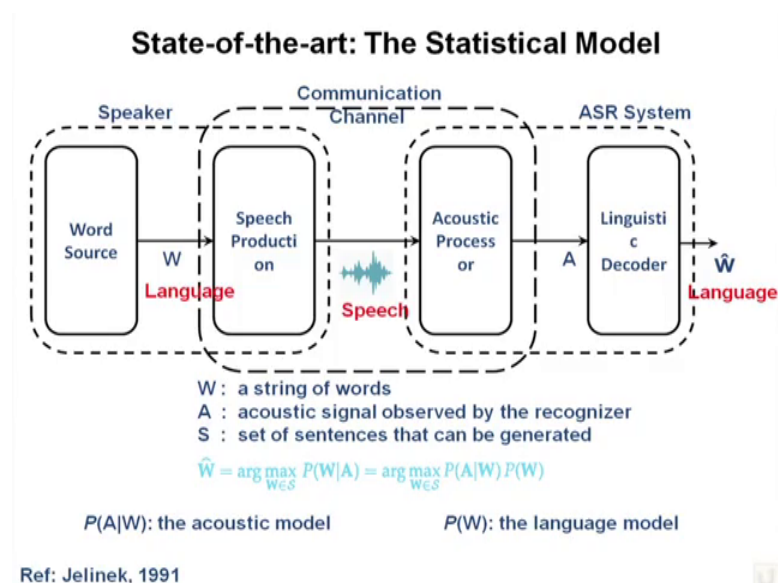 State-of-the-art: The Statistical Model
Communication
Channel
Speaker
ASR System
Word
Source
W
Language
Speech
Producti
on
Speech
Acoustic
Process
or
A
Linguisti
c
Decoder
Ŵ
Language
W : a string of words
A : acoustic signal observed by the recognizer
S : set of sentences that can be generated
Ŵ = arg max P(W|A) = arg max P(A|W) P(W)
W∈S W∈S
P(A|W): the acoustic model
P(W): the language model
Ref: Jelinek, 1991